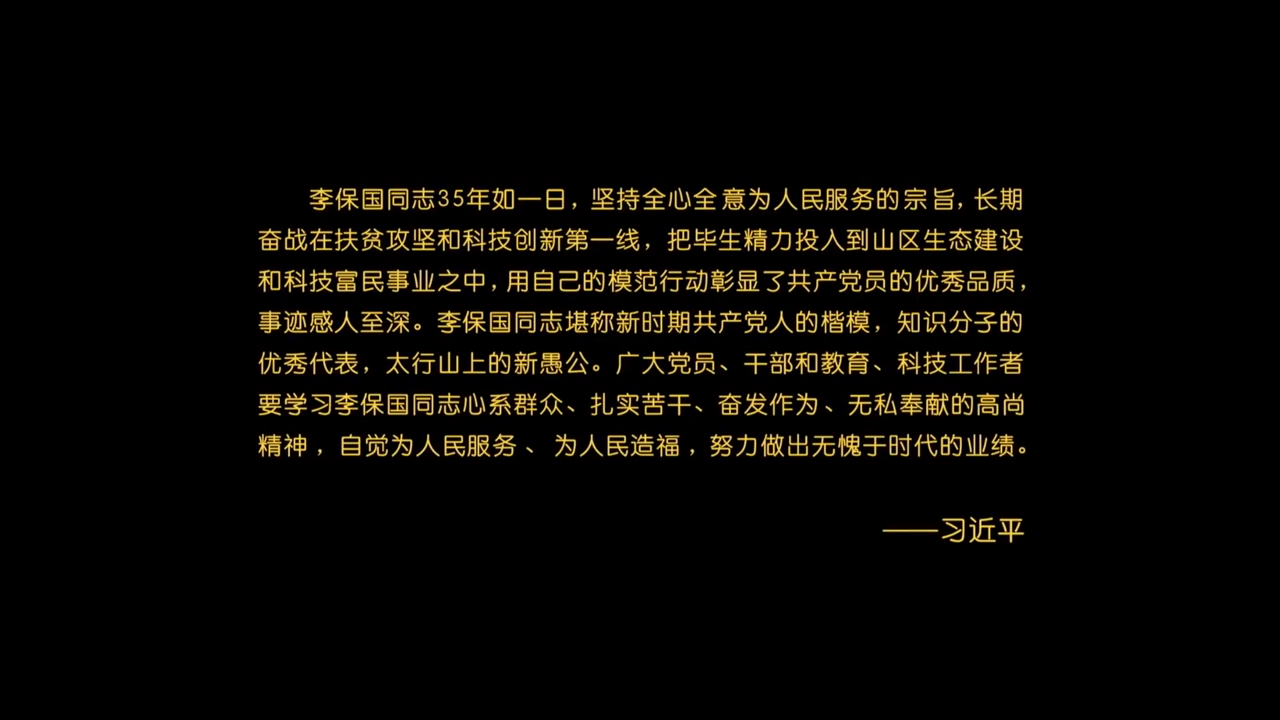 李保国同志35年如一日，坚持全心全意为人民服务的宗旨，长期
奋战在扶贫攻坚和科技创新第一线，把毕生精力投入到山区生态建设
和科技富民事业之中，用自己的模范行动彰显了共产党员的优秀品质，
事迹感人至深。李保国同志堪称新时期共产党人的楷模，知识分子的
优秀代表，太行山上的新愚公。广大党员、干部和教育、科技工作者
要学习李保国同志心系群众、扎实苦干、奋发作为、无私奉献的高尚
精神，自觉为人民服务、为人民造福，努力做出无愧于时代的业绩。
——习近平